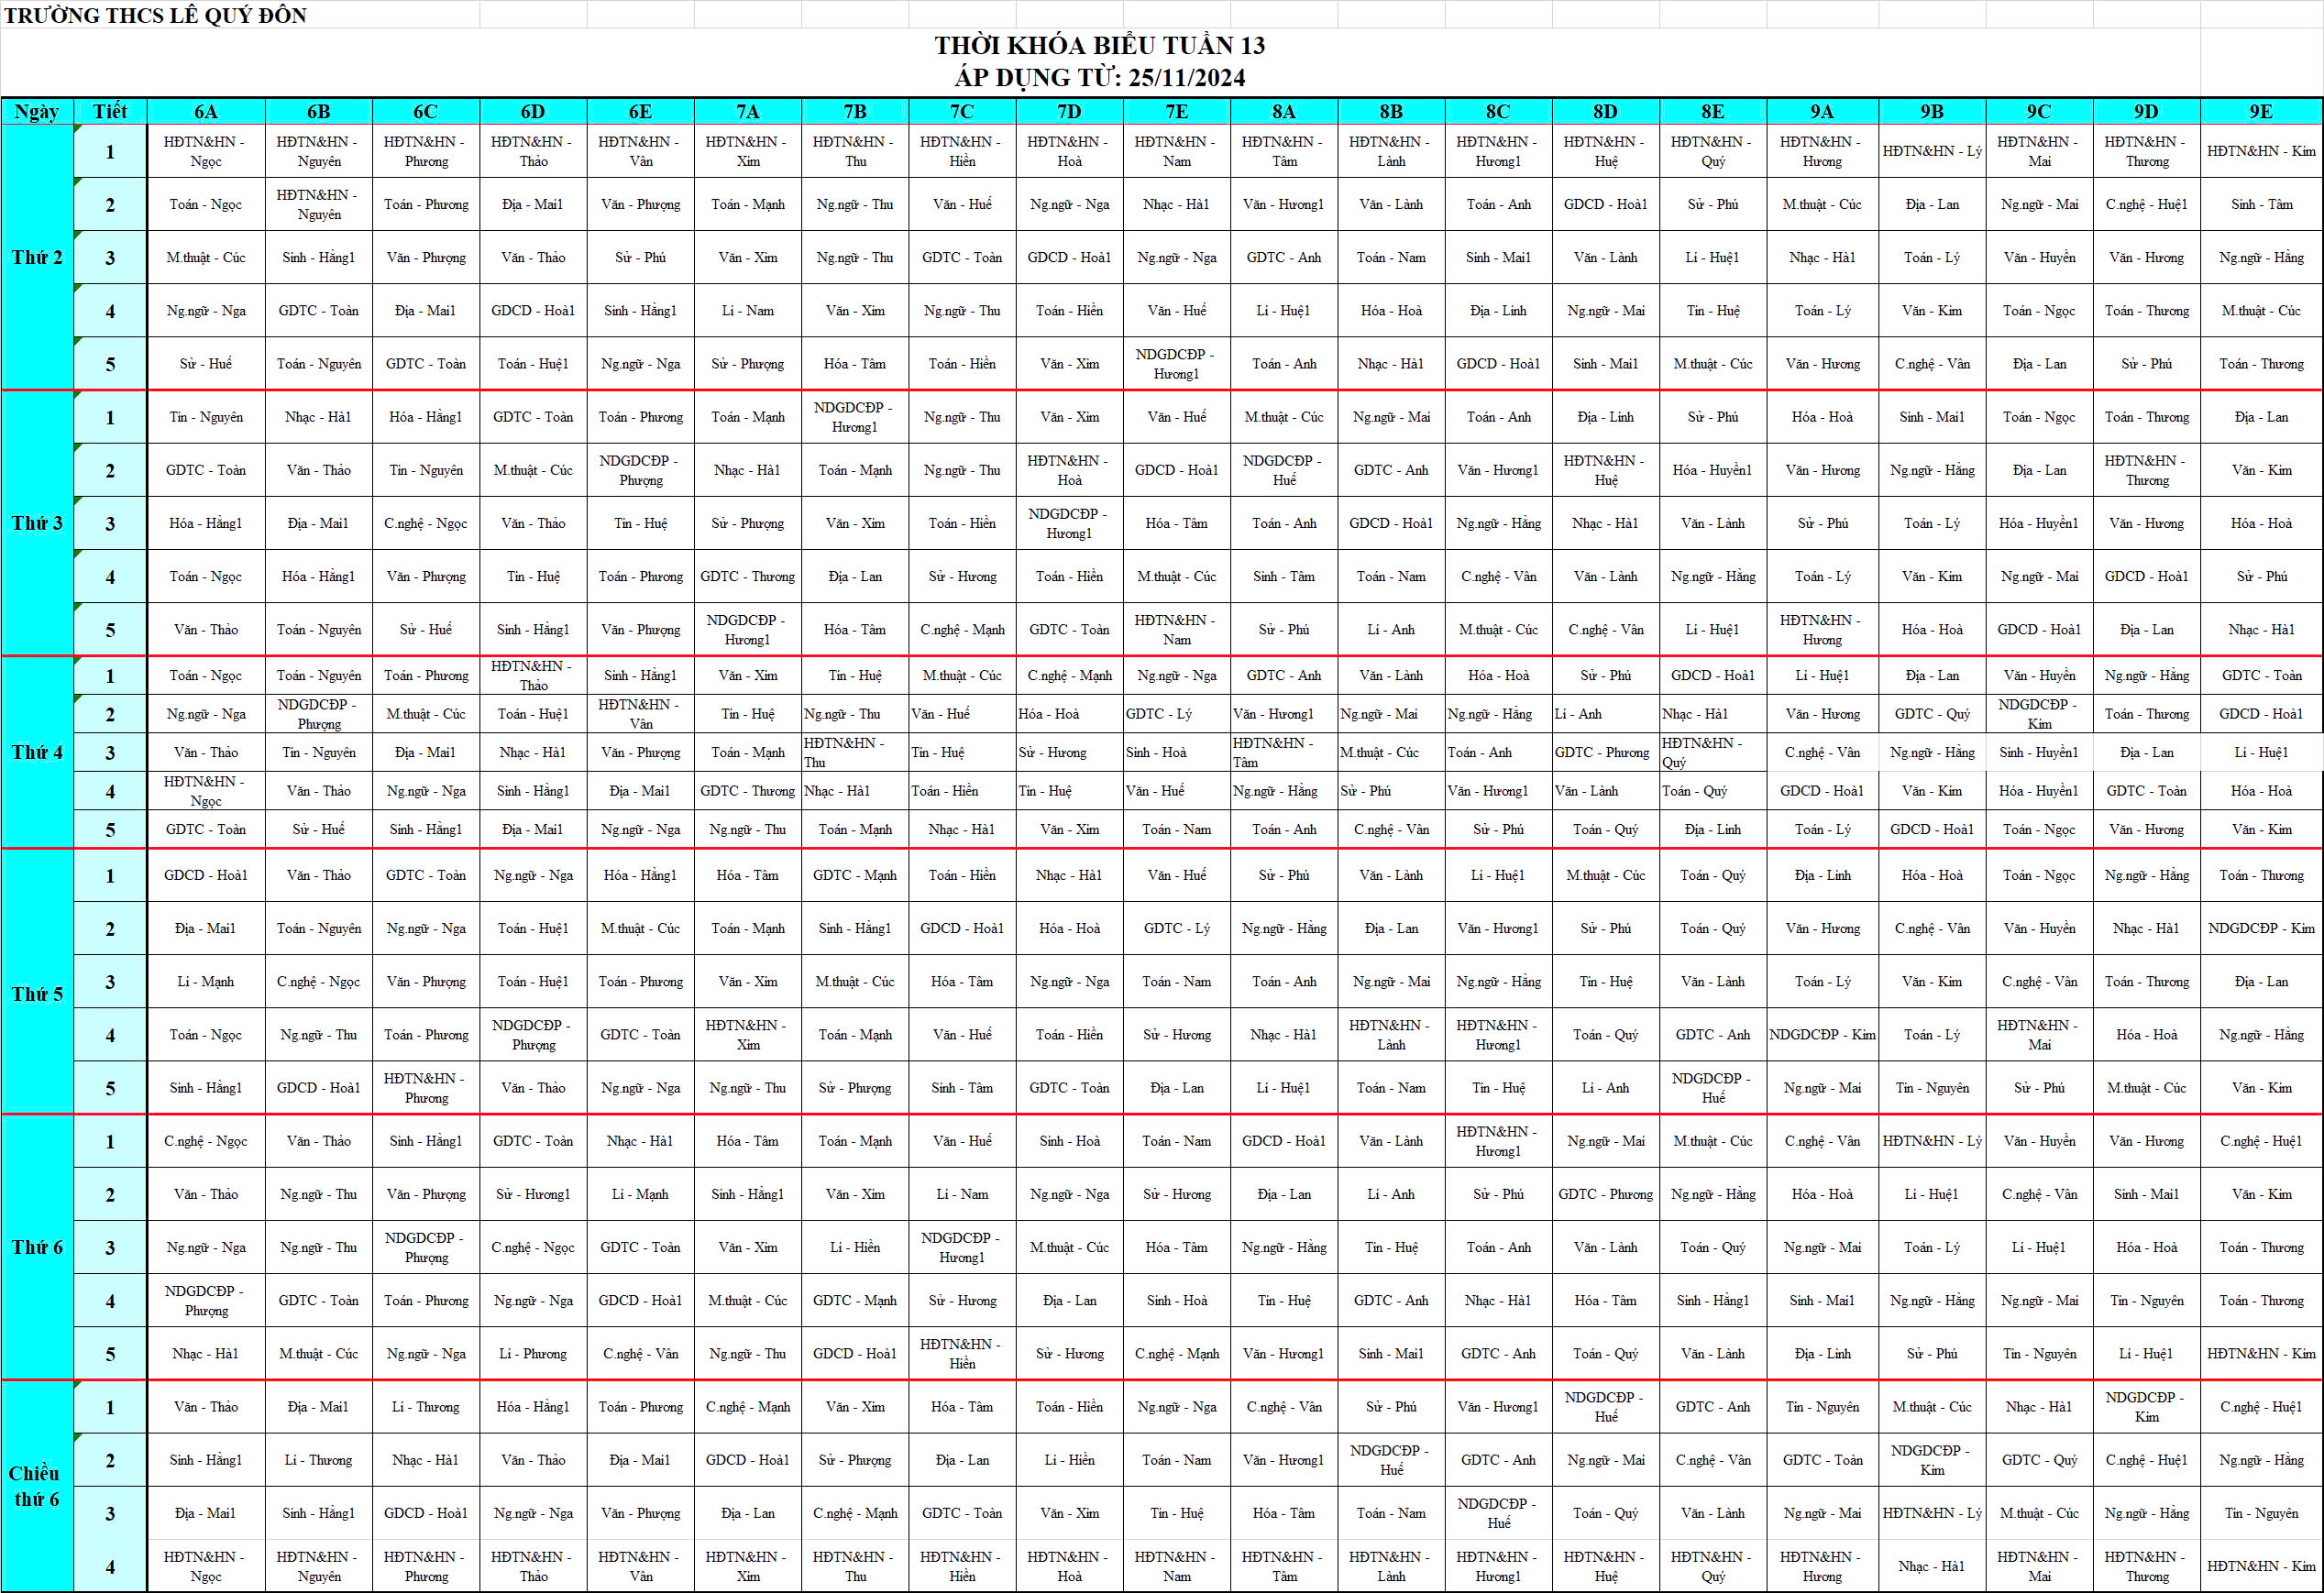 TRƯỜNG THCS LÊ QUÝ ĐÔN
THỜI KHÓA BIỂU TUẦN 13
ÁP DỤNG TỪ: 25/11/2024
Ngày Tiết 6A 6B 6C 6D 6E 7A 7B 7C 7D 7E 8A 8B 8C 8D 8E 9A 9B 9C 9D 9E
Thứ 2
1 HĐTN&HN - Ngọc HĐTN&HN - Nguyên HĐTN&HN - Phương HĐTN&HN - Thảo HĐTN&HN - Vân HĐTN&HN - Xim HĐTN&HN - Thu HĐTN&HN - Hiền HĐTN&HN - Hoà HĐTN&HN - Nam HĐTN&HN - Tâm HĐTN&HN - Lành HĐTN&HN - Hương1 HĐTN&HN - Huệ HĐTN&HN - Quý HĐTN&HN - Hương HĐTN&HN - Lý HĐTN&HN - Mai HĐTN&HN - Thương HĐTN&HN - Kim
2 Toán - Ngọc HĐTN&HN - Nguyên Toán - Phương Địa - Mai1 Văn - Phượng Toán - Mạnh Ng.ngữ - Thu Văn - Huế Ng.ngữ - Nga Nhạc - Hà1 Văn - Hương1 Văn - Lành Toán - Anh GDCD - Hoà1 Sử - Phú M.thuật - Cúc Địa - Lan Ng.ngữ - Mai C.nghệ - Huệ1 Sinh - Tâm
3 M.thuật - Cúc Sinh - Hằng1 Văn - Phượng Văn - Thảo Sử - Phú Văn - Xim Ng.ngữ - Thu GDTC - Toàn GDCD - Hoà1 Ng.ngữ - Nga GDTC - Anh Toán - Nam Sinh - Mai1 Văn - Lành Lí - Huệ1 Nhạc - Hà1 Toán - Lý Văn - Huyền Văn - Hương Ng.ngữ - Hằng
4 Ng.ngữ - Nga GDTC - Toàn Địa - Mai1 GDCD - Hoà1 Sinh - Hằng1 Lí - Nam Văn - Xim Ng.ngữ - Thu Toán - Hiền Văn - Huế Lí - Huệ1 Hóa - Hoà Địa - Linh Ng.ngữ - Mai Tin - Huệ Toán - Lý Văn - Kim Toán - Ngọc Toán - Thương M.thuật - Cúc
5 Sử - Huế Toán - Nguyên GDTC - Toàn Toán - Huệ1 Ng.ngữ - Nga Sử - Phượng Hóa - Tâm Toán - Hiền Văn - Xim NDGDCĐP - Hương1 Toán - Anh Nhạc - Hà1 GDCD - Hoà1 Sinh - Mai1 M.thuật - Cúc Văn - Hương C.nghệ - Vân Địa - Lan Sử - Phú Toán - Thương
Thứ 3
1 Tin - Nguyên Nhạc - Hà1 Hóa - Hằng1 GDTC - Toàn Toán - Phương Toán - Mạnh NDGDCĐP - Hương1 Ng.ngữ - Thu Văn - Xim Văn - Huế M.thuật - Cúc Ng.ngữ - Mai Toán - Anh Địa - Linh Sử - Phú Hóa - Hoà Sinh - Mai1 Toán - Ngọc Toán - Thương Địa - Lan
2 GDTC - Toàn Văn - Thảo Tin - Nguyên M.thuật - Cúc NDGDCĐP - Phượng Nhạc - Hà1 Toán - Mạnh Ng.ngữ - Thu HĐTN&HN - Hoà GDCD - Hoà1 NDGDCĐP - Huế GDTC - Anh Văn - Hương1 HĐTN&HN - Huệ Hóa - Huyền1 Văn - Hương Ng.ngữ - Hằng Địa - Lan HĐTN&HN - Thương Văn - Kim
3 Hóa - Hằng1 Địa - Mai1 C.nghệ - Ngọc Văn - Thảo Tin - Huệ Sử - Phượng Văn - Xim Toán - Hiền NDGDCĐP - Hương1 Hóa - Tâm Toán - Anh GDCD - Hoà1 Ng.ngữ - Hằng Nhạc - Hà1 Văn - Lành Sử - Phú Toán - Lý Hóa - Huyền1 Văn - Hương Hóa - Hoà
4 Toán - Ngọc Hóa - Hằng1 Văn - Phượng Tin - Huệ Toán - Phương GDTC - Thương Địa - Lan Sử - Hương Toán - Hiền M.thuật - Cúc Sinh - Tâm Toán - Nam C.nghệ - Vân Văn - Lành Ng.ngữ - Hằng Toán - Lý Văn - Kim Ng.ngữ - Mai GDCD - Hoà1 Sử - Phú
5 Văn - Thảo Toán - Nguyên Sử - Huế Sinh - Hằng1 Văn - Phượng NDGDCĐP - Hương1 Hóa - Tâm C.nghệ - Mạnh GDTC - Toàn HĐTN&HN - Nam Sử - Phú Lí - Anh M.thuật - Cúc C.nghệ - Vân Lí - Huệ1 HĐTN&HN - Hương Hóa - Hoà GDCD - Hoà1 Địa - Lan Nhạc - Hà1
Thứ 4
1 Toán - Ngọc Toán - Nguyên Toán - Phương HĐTN&HN - Thảo Sinh - Hằng1 Văn - Xim Tin - Huệ M.thuật - Cúc C.nghệ - Mạnh Ng.ngữ - Nga GDTC - Anh Văn - Lành Hóa - Hoà Sử - Phú GDCD - Hoà1 Lí - Huệ1 Địa - Lan Văn - Huyền Ng.ngữ - Hằng GDTC - Toàn
2 Ng.ngữ - Nga NDGDCĐP - Phượng M.thuật - Cúc Toán - Huệ1 HĐTN&HN - Vân Tin - Huệ Ng.ngữ - Thu Văn - Huế Hóa - Hoà GDTC - Lý Văn - Hương1 Ng.ngữ - Mai Ng.ngữ - Hằng Lí - Anh Nhạc - Hà1 Văn - Hương GDTC - Quý NDGDCĐP - Kim Toán - Thương GDCD - Hoà1
3 Văn - Thảo Tin - Nguyên Địa - Mai1 Nhạc - Hà1 Văn - Phượng Toán - Mạnh HĐTN&HN - Thu Tin - Huệ Sử - Hương Sinh - Hoà HĐTN&HN - Tâm M.thuật - Cúc Toán - Anh GDTC - Phương HĐTN&HN - Quý C.nghệ - Vân Ng.ngữ - Hằng Sinh - Huyền1 Địa - Lan Lí - Huệ1
4 HĐTN&HN - Ngọc Văn - Thảo Ng.ngữ - Nga Sinh - Hằng1 Địa - Mai1 GDTC - Thương Nhạc - Hà1 Toán - Hiền Tin - Huệ Văn - Huế Ng.ngữ - Hằng Sử - Phú Văn - Hương1 Văn - Lành Toán - Quý GDCD - Hoà1 Văn - Kim Hóa - Huyền1 GDTC - Toàn Hóa - Hoà
5 GDTC - Toàn Sử - Huế Sinh - Hằng1 Địa - Mai1 Ng.ngữ - Nga Ng.ngữ - Thu Toán - Mạnh Nhạc - Hà1 Văn - Xim Toán - Nam Toán - Anh C.nghệ - Vân Sử - Phú Toán - Quý Địa - Linh Toán - Lý GDCD - Hoà1 Toán - Ngọc Văn - Hương Văn - Kim
Thứ 5
1 GDCD - Hoà1 Văn - Thảo GDTC - Toàn Ng.ngữ - Nga Hóa - Hằng1 Hóa - Tâm GDTC - Mạnh Toán - Hiền Nhạc - Hà1 Văn - Huế Sử - Phú Văn - Lành Lí - Huệ1 M.thuật - Cúc Toán - Quý Địa - Linh Hóa - Hoà Toán - Ngọc Ng.ngữ - Hằng Toán - Thương
2 Địa - Mai1 Toán - Nguyên Ng.ngữ - Nga Toán - Huệ1 M.thuật - Cúc Toán - Mạnh Sinh - Hằng1 GDCD - Hoà1 Hóa - Hoà GDTC - Lý Ng.ngữ - Hằng Địa - Lan Văn - Hương1 Sử - Phú Toán - Quý Văn - Hương C.nghệ - Vân Văn - Huyền Nhạc - Hà1 NDGDCĐP - Kim
3 Lí - Mạnh C.nghệ - Ngọc Văn - Phượng Toán - Huệ1 Toán - Phương Văn - Xim M.thuật - Cúc Hóa - Tâm Ng.ngữ - Nga Toán - Nam Toán - Anh Ng.ngữ - Mai Ng.ngữ - Hằng Tin - Huệ Văn - Lành Toán - Lý Văn - Kim C.nghệ - Vân Toán - Thương Địa - Lan
4 Toán - Ngọc Ng.ngữ - Thu Toán - Phương NDGDCĐP - Phượng GDTC - Toàn HĐTN&HN - Xim Toán - Mạnh Văn - Huế Toán - Hiền Sử - Hương Nhạc - Hà1 HĐTN&HN - Lành HĐTN&HN - Hương1 Toán - Quý GDTC - Anh NDGDCĐP - Kim Toán - Lý HĐTN&HN - Mai Hóa - Hoà Ng.ngữ - Hằng
5 Sinh - Hằng1 GDCD - Hoà1 HĐTN&HN - Phương Văn - Thảo Ng.ngữ - Nga Ng.ngữ - Thu Sử - Phượng Sinh - Tâm GDTC - Toàn Địa - Lan Lí - Huệ1 Toán - Nam Tin - Huệ Lí - Anh NDGDCĐP - Huế Ng.ngữ - Mai Tin - Nguyên Sử - Phú M.thuật - Cúc Văn - Kim
Thứ 6
1 C.nghệ - Ngọc Văn - Thảo Sinh - Hằng1 GDTC - Toàn Nhạc - Hà1 Hóa - Tâm Toán - Mạnh Văn - Huế Sinh - Hoà Toán - Nam GDCD - Hoà1 Văn - Lành HĐTN&HN - Hương1 Ng.ngữ - Mai M.thuật - Cúc C.nghệ - Vân HĐTN&HN - Lý Văn - Huyền Văn - Hương C.nghệ - Huệ1
2 Văn - Thảo Ng.ngữ - Thu Văn - Phượng Sử - Hương1 Lí - Mạnh Sinh - Hằng1 Văn - Xim Lí - Nam Ng.ngữ - Nga Sử - Hương Địa - Lan Lí - Anh Sử - Phú GDTC - Phương Ng.ngữ - Hằng Hóa - Hoà Lí - Huệ1 C.nghệ - Vân Sinh - Mai1 Văn - Kim
3 Ng.ngữ - Nga Ng.ngữ - Thu NDGDCĐP - Phượng C.nghệ - Ngọc GDTC - Toàn Văn - Xim Lí - Hiền NDGDCĐP - Hương1 M.thuật - Cúc Hóa - Tâm Ng.ngữ - Hằng Tin - Huệ Toán - Anh Văn - Lành Toán - Quý Ng.ngữ - Mai Toán - Lý Lí - Huệ1 Hóa - Hoà Toán - Thương
4 NDGDCĐP - Phượng GDTC - Toàn Toán - Phương Ng.ngữ - Nga GDCD - Hoà1 M.thuật - Cúc GDTC - Mạnh Sử - Hương Địa - Lan Sinh - Hoà Tin - Huệ GDTC - Anh Nhạc - Hà1 Hóa - Tâm Sinh - Hằng1 Sinh - Mai1 Ng.ngữ - Hằng Ng.ngữ - Mai Tin - Nguyên Toán - Thương
5 Nhạc - Hà1 M.thuật - Cúc Ng.ngữ - Nga Lí - Phương C.nghệ - Vân Ng.ngữ - Thu GDCD - Hoà1 HĐTN&HN - Hiền Sử - Hương C.nghệ - Mạnh Văn - Hương1 Sinh - Mai1 GDTC - Anh Toán - Quý Văn - Lành Địa - Linh Sử - Phú Tin - Nguyên Lí - Huệ1 HĐTN&HN - Kim
Chiều thứ 6
1 Văn - Thảo Địa - Mai1 Lí - Thương Hóa - Hằng1 Toán - Phương C.nghệ - Mạnh Văn - Xim Hóa - Tâm Toán - Hiền Ng.ngữ - Nga C.nghệ - Vân Sử - Phú Văn - Hương1 NDGDCĐP - Huế GDTC - Anh Tin - Nguyên M.thuật - Cúc Nhạc - Hà1 NDGDCĐP - Kim C.nghệ - Huệ1
2 Sinh - Hằng1 Lí - Thương Nhạc - Hà1 Văn - Thảo Địa - Mai1 GDCD - Hoà1 Sử - Phượng Địa - Lan Lí - Hiền Toán - Nam Văn - Hương1 NDGDCĐP - Huế GDTC - Anh Ng.ngữ - Mai C.nghệ - Vân GDTC - Toàn NDGDCĐP - Kim GDTC - Quý C.nghệ - Huệ1 Ng.ngữ - Hằng
3 Địa - Mai1 Sinh - Hằng1 GDCD - Hoà1 Ng.ngữ - Nga Văn - Phượng Địa - Lan C.nghệ - Mạnh GDTC - Toàn Văn - Xim Tin - Huệ Hóa - Tâm Toán - Nam NDGDCĐP - Huế Toán - Quý Văn - Lành Ng.ngữ - Mai HĐTN&HN - Lý M.thuật - Cúc Ng.ngữ - Hằng Tin - Nguyên
4 HĐTN&HN - Ngọc HĐTN&HN - Nguyên HĐTN&HN - Phương HĐTN&HN - Thảo HĐTN&HN - Vân HĐTN&HN - Xim HĐTN&HN - Thu HĐTN&HN - Hiền HĐTN&HN - Hoà HĐTN&HN - Nam HĐTN&HN - Tâm HĐTN&HN - Lành HĐTN&HN - Hương1 HĐTN&HN - Huệ HĐTN&HN - Quý HĐTN&HN - Hương Nhạc - Hà1 HĐTN&HN - Mai HĐTN&HN - Thương HĐTN&HN - Kim